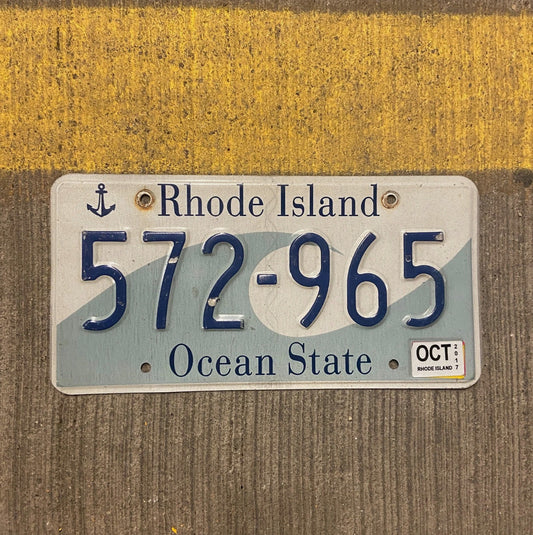 Rhode Island
572-965
Ocean State
OCT 2017
RHODE ISLAND